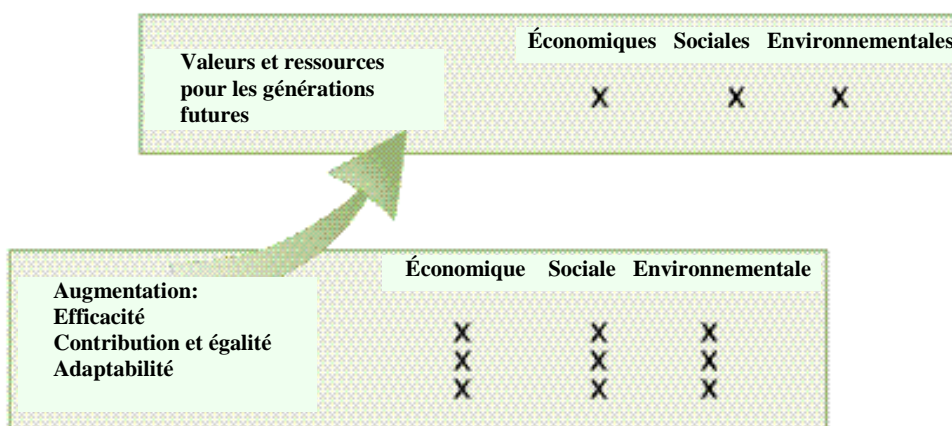 Économiques Sociales Environnementales
Valeurs et ressources
pour les générations
futures
X X X
Économique Sociale Environnementale
Augmentation:
Efficacité
Contribution et égalité
Adaptabilité
X X X
X X X
X X X